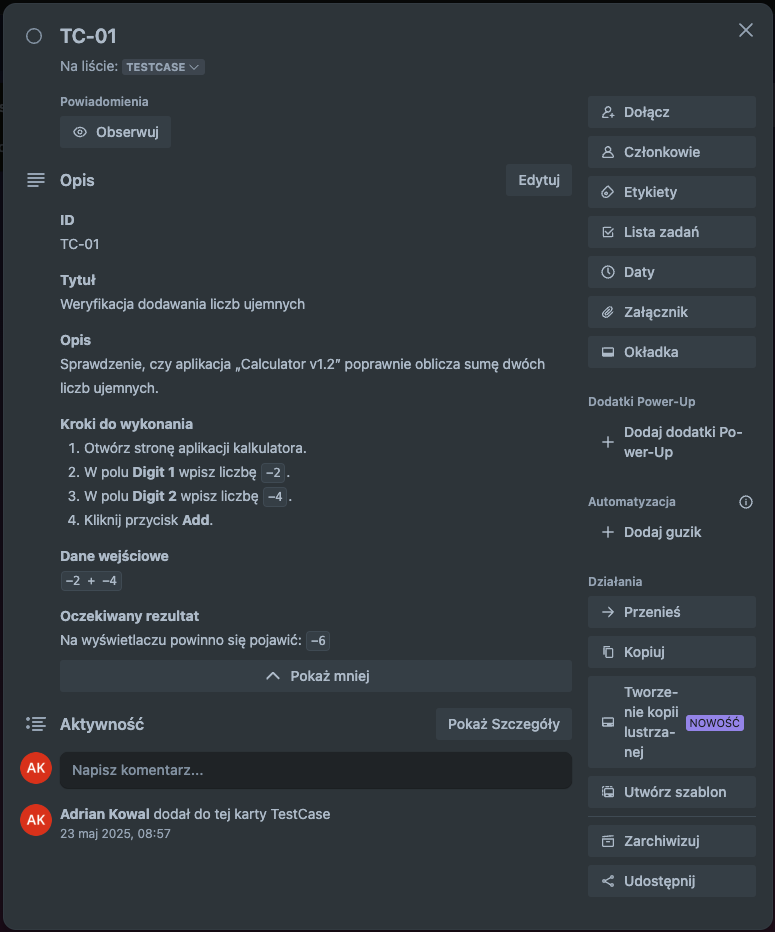 TC-01
Na liście: TESTCASE
Powiadomienia
Obserwuj
Opis
Edytuj
ID
TC-01
Tytuł
Weryfikacja dodawania liczb ujemnych
Opis
Sprawdzenie, czy aplikacja „Calculator v1.2” poprawnie oblicza sumę dwóch
liczb ujemnych.
Kroki do wykonania
1. Otwórz stronę aplikacji kalkulatora.
2. W polu Digit 1 wpisz liczbę −2 .
3. W polu Digit 2 wpisz liczbę −4 .
4. Kliknij przycisk Add.
Dane wejściowe
−2 + −4
Oczekiwany rezultat
Na wyświetlaczu powinno się pojawić: −6
Pokaż mniej
Aktywność
Pokaż Szczegóły
AK
Napisz komentarz...
AK
Adrian Kowal dodał do tej karty TestCase
23 maj 2025, 08:57
Dołącz
Członkowie
Etykiety
Lista zadań
Daty
Załącznik
Okładka
Dodatki Power-Up
Dodaj dodatki Po-
wer-Up
Automatyzacja
Dodaj guzik
Działania
Przenieś
Kopiuj
Tworze-
nie kopii
lustrza-
nej
NOWOŚĆ
Utwórz szablon
Zarchiwizuj
Udostępnij